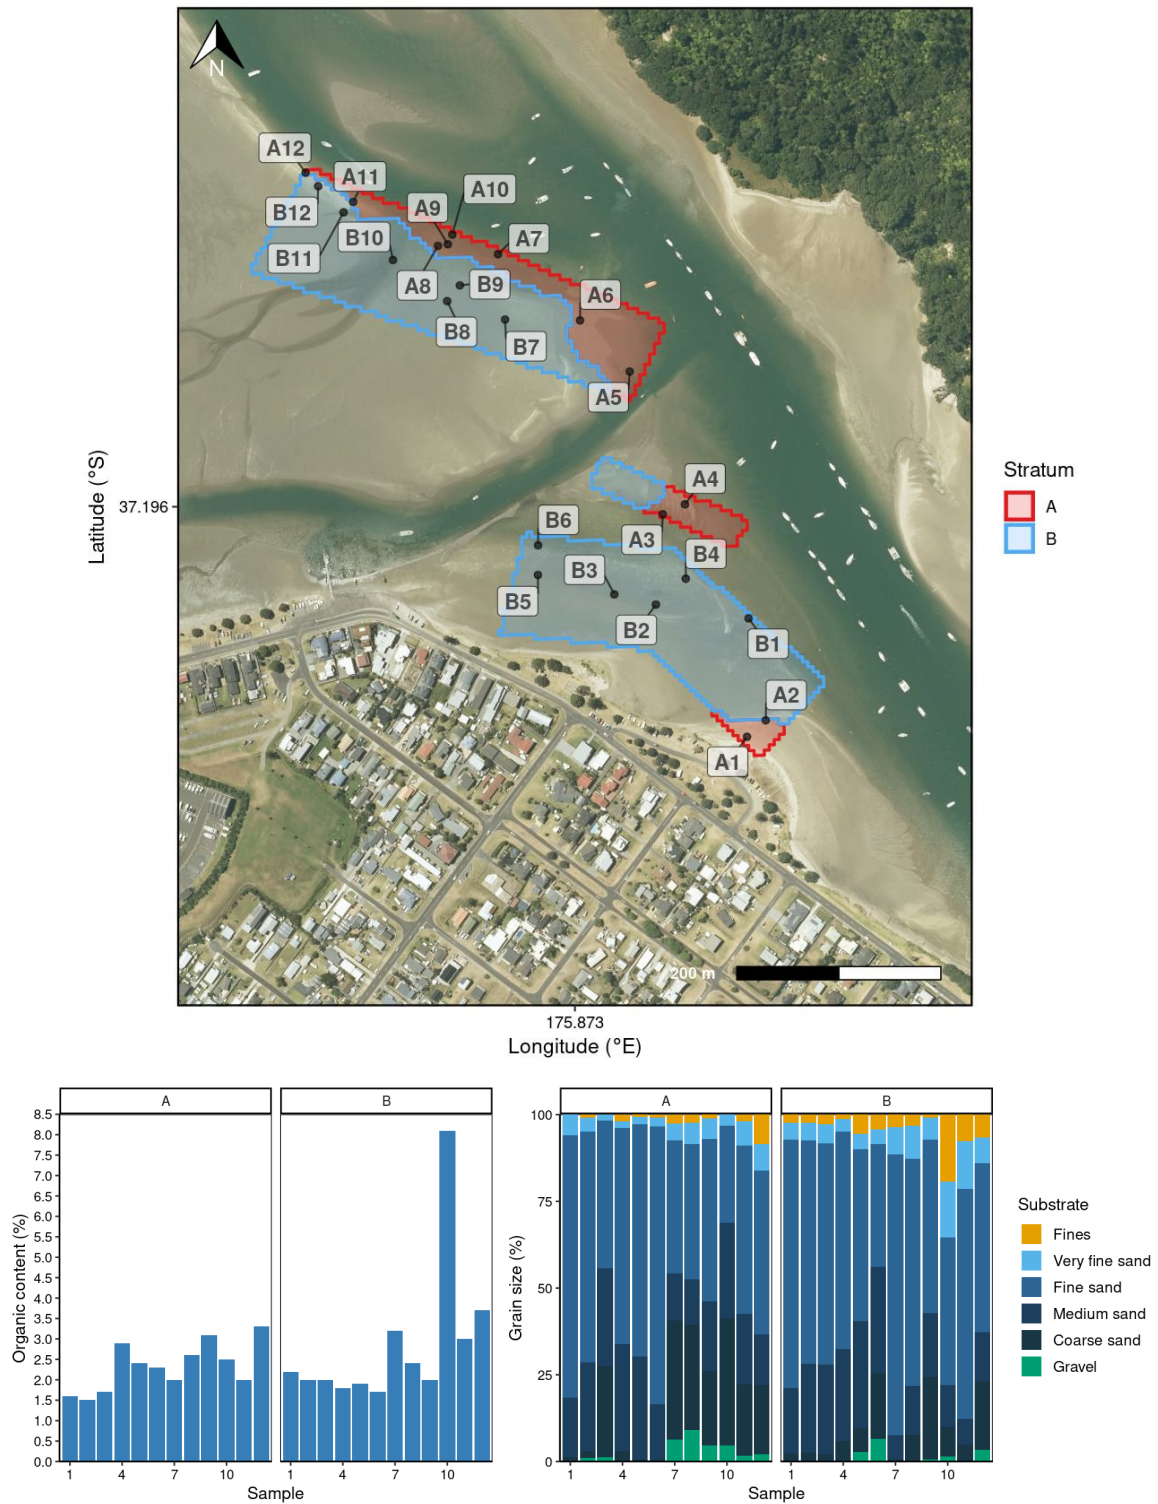 N
A12
A11
A10
A9
B12
B10
A7
B11
A8
B9
A6
B8
B7
A5
A4
B6
A3
B4
B3
B5
B2
B1
A2
A1
200 m
Latitude (°S)
37.196
175.873
Longitude (°E)
Stratum
A
B
A
B
8.5
8.0
7.5
7.0
6.5
6.0
5.5
5.0
4.5
4.0
3.5
3.0
2.5
2.0
1.5
1.0
0.5
0.0
Organic content (%)
1 4 7 10 1 4 7 10
Sample
A
B
100
75
50
25
0
Grain size (%)
1 4 7 10 1 4 7 10
Sample
Substrate
Fines
Very fine sand
Fine sand
Medium sand
Coarse sand
Gravel